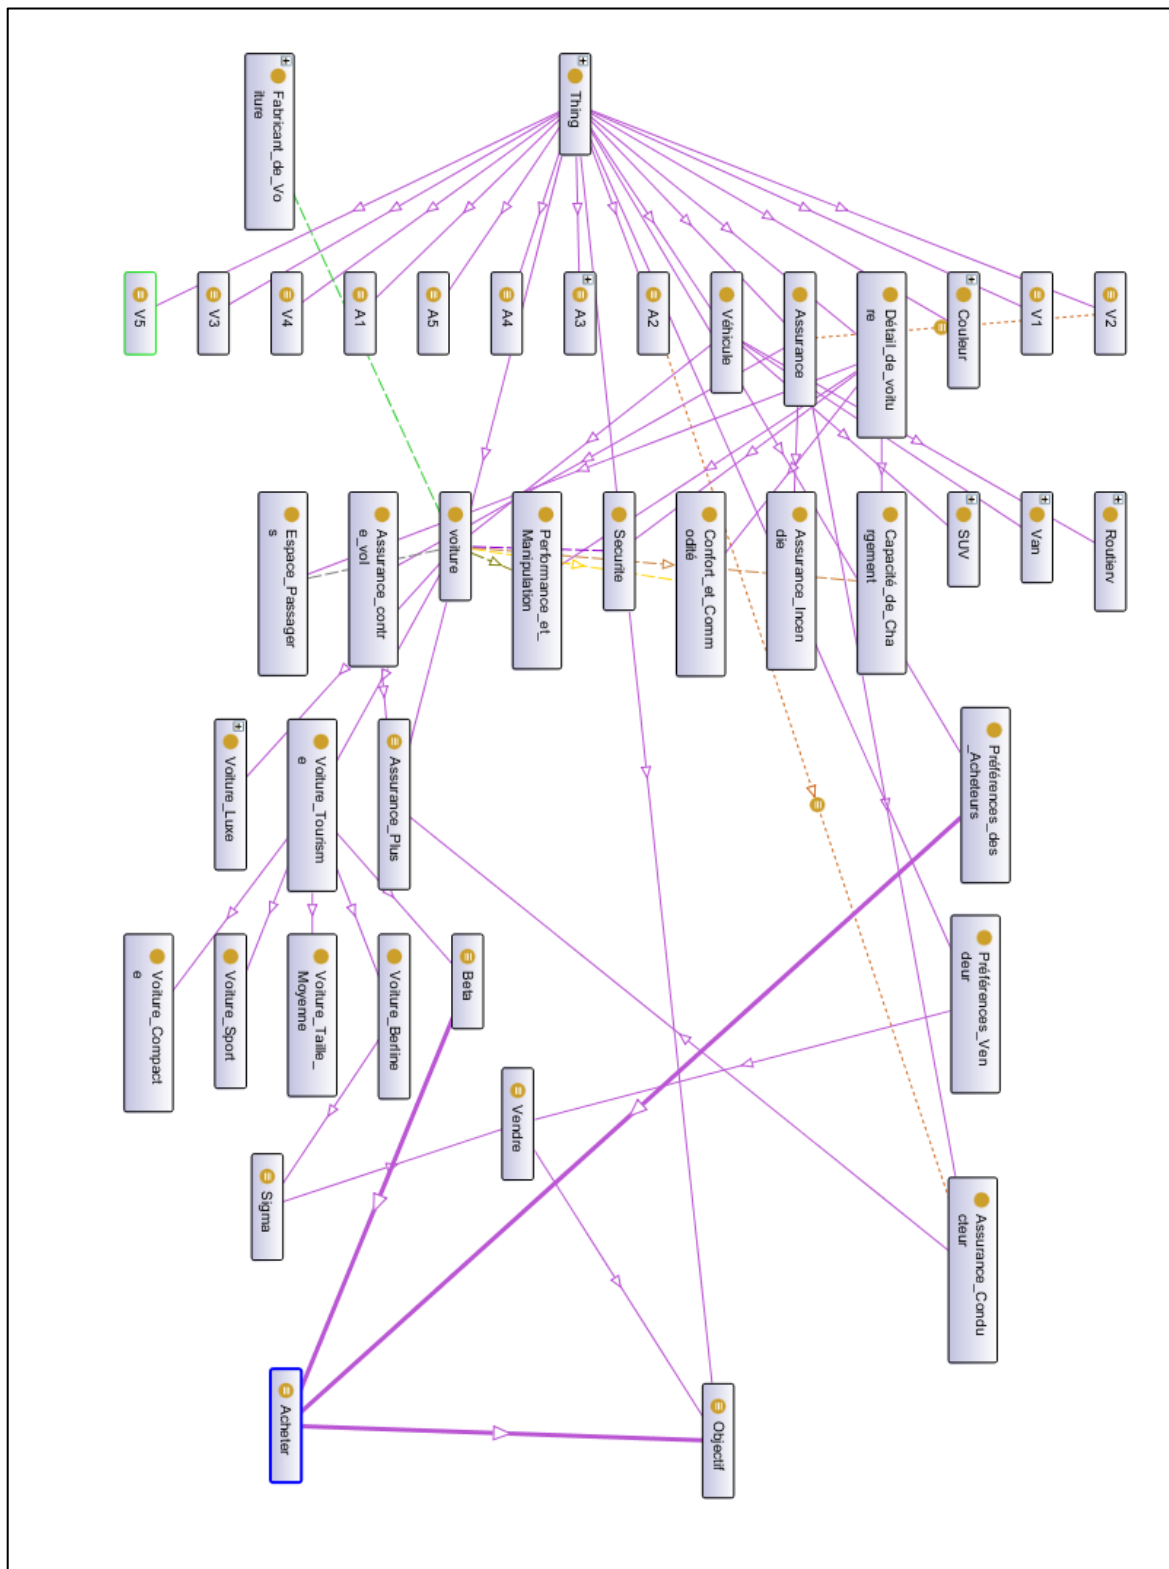 Fabricant_de_Vo
iture
Thing
V5
V3
V4
A1
A5
A4
A3
A2
Véhicule
Assurance
Détail_de_voitu
re
Couleur
V1
V2
Espace_Passager
s
Assurance_contr
e_vol
voiture
Performance_et_
Manipulation
Securite
Confort_et_Comm
odité
Assurance_Incen
die
Capacité_de_Cha
rgement
SUV
Van
Routierv
Voiture_Luxe
Voiture_Tourism
e
Assurance_Plus
Préférences_des
_Acheteurs
Voiture_Compact
e
Voiture_Sport
Voiture_Taille_
Moyenne
Voiture_Berline
Beta
Préférences_Ven
deur
Vendre
Sigma
Assurance_Condu
cteur
Acheter
Objectif